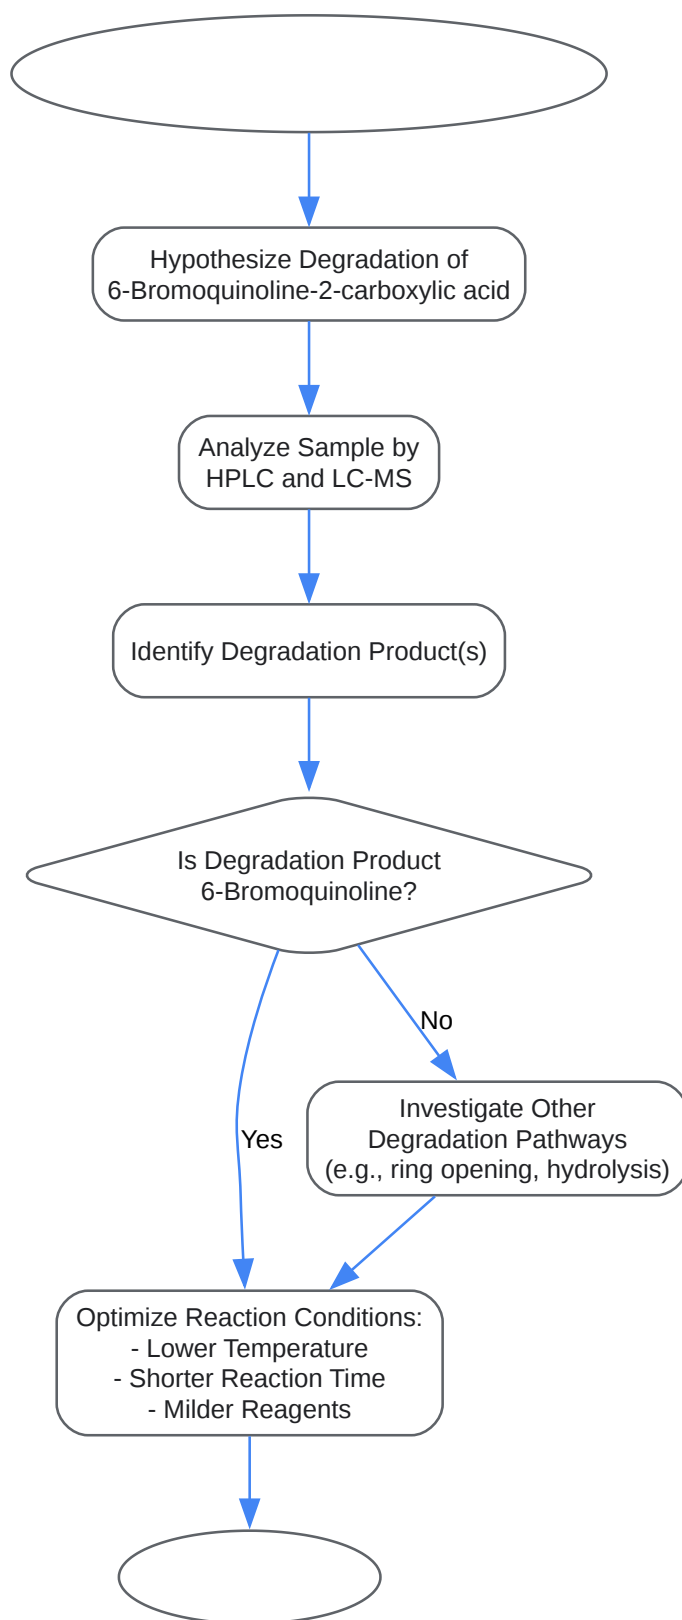 Hypothesize Degradation of
6-Bromoquinoline-2-carboxylic acid
Analyze Sample by
HPLC and LC-MS
Identify Degradation Product(s)
Is Degradation Product
6-Bromoquinoline?
No
Investigate Other
Degradation Pathways
(e.g., ring opening, hydrolysis)
Yes
Optimize Reaction Conditions:
- Lower Temperature
- Shorter Reaction Time
- Milder Reagents